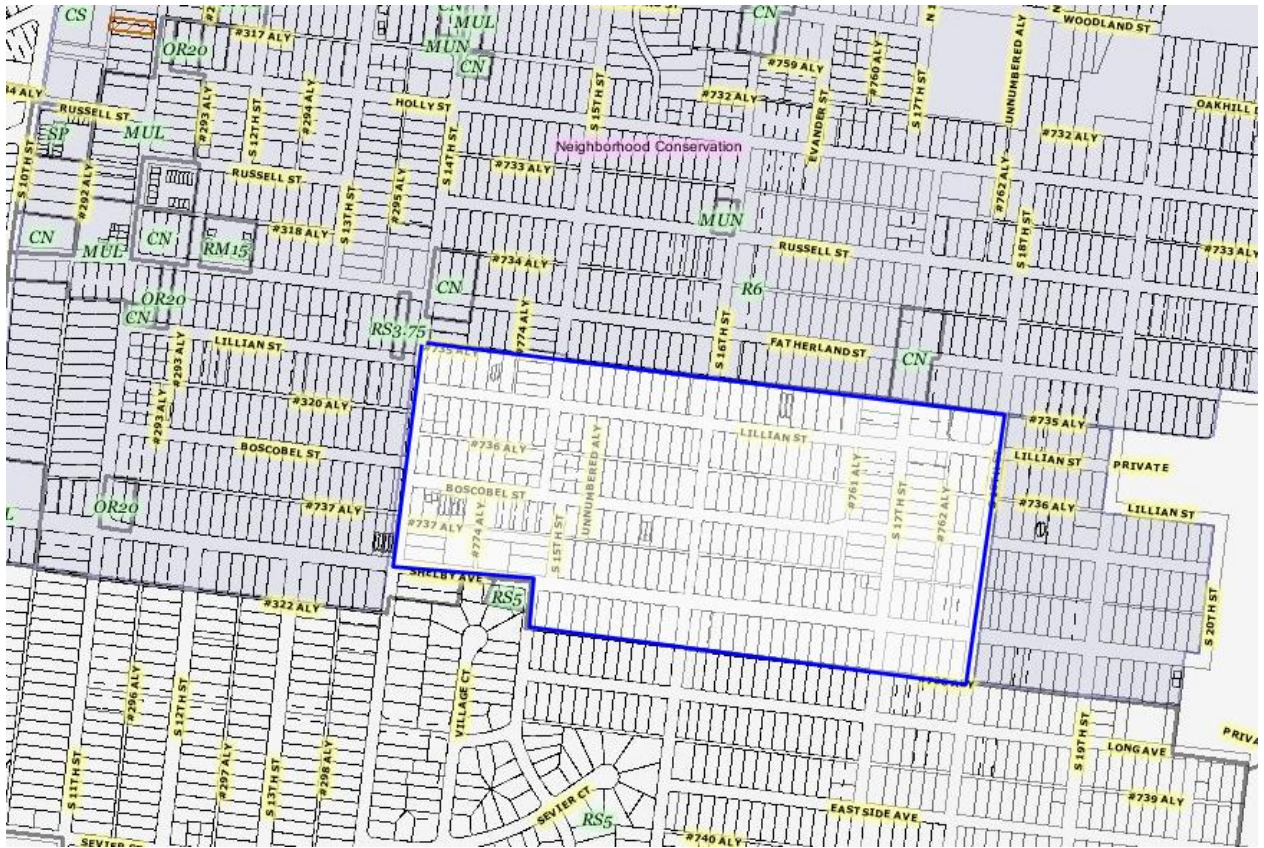 CS
CN
MUL
WOODLAND ST
#317 ALY
OR20
MUN
CN
#759 ALY
#760 ALY
UNNUMBERED ALY
S 15TH ST
#732 ALY
S 17TH ST
OAKHILL
RUSSELL ST
#293 ALY
S 12TH ST
#294 ALY
HOLLY ST
EVANDER ST
#732 ALY
SP
MUL
S 14TH ST
Neighborhood Conservation
S 10TH ST
#292 ALY
RUSSELL ST
#295 ALY
#733 ALY
#762 ALY
S 13TH ST
MUN
S 18TH ST
CN
MUL
CN
RM15
#318 ALY
#734 ALY
RUSSELL ST
#733 ALY
CN
R6
OR20
CN
RS3.75
#774 ALY
S 16TH ST
FATHERLAND ST
CN
LILLIAN ST
#293 ALY
#735 ALY
#320 ALY
#293 ALY
#735 ALY
LILLIAN ST
BOSCOBEL ST
#736 ALY
UNNUMBERED ALY
LILLIAN ST
PRIVATE
#761 ALY
OR20
#737 ALY
BOSCOBEL ST
#737 ALY
#774 ALY
S 15TH ST
S 17TH ST
#762 ALY
#736 ALY
LILLIAN ST
SHELBY AVE
RS5
#322 ALY
S 20TH ST
#296 ALY
S 12TH ST
VILLAGE CT
S 19TH ST
LONG AVE
S 11TH ST
#297 ALY
S 13TH ST
#298 ALY
SEVIER CT
RS5
EASTSIDE AVE
#739 ALY
#740 ALY